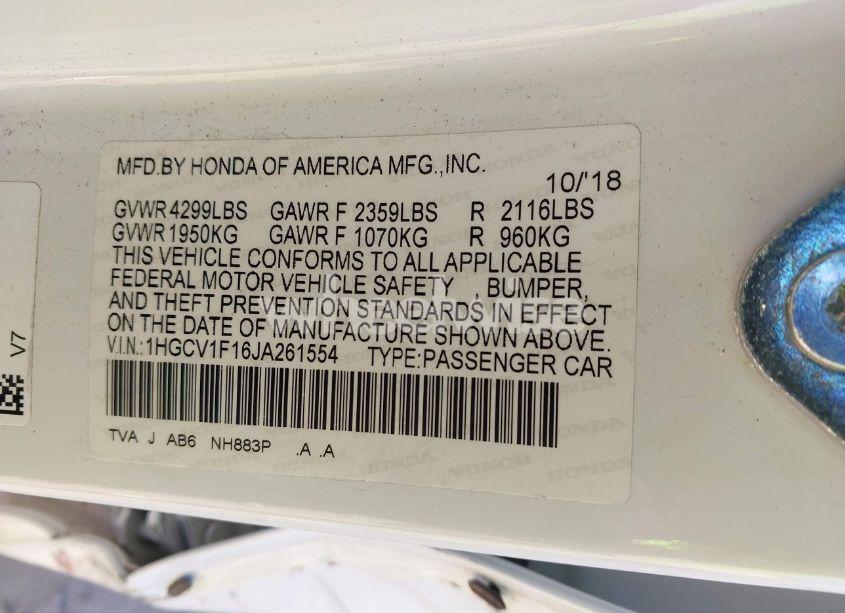 MFD.BY HONDA OF AMERICA MFG.,INC.
10/'18
GVWR 4299LBS GAWR F 2359LBS R 2116LBS
GVWR 1950KG GAWR F 1070KG R 960KG
THIS VEHICLE CONFORMS TO ALL APPLICABLE
FEDERAL MOTOR VEHICLE SAFETY , BUMPER,
AND THEFT PREVENTION STANDARDS IN EFFECT
ON THE DATE OF MANUFACTURE SHOWN ABOVE.
V.I.N.:1HGCV1F16JA261554 TYPE:PASSENGER CAR
TVA J AB6 NH883P .A .A
V7